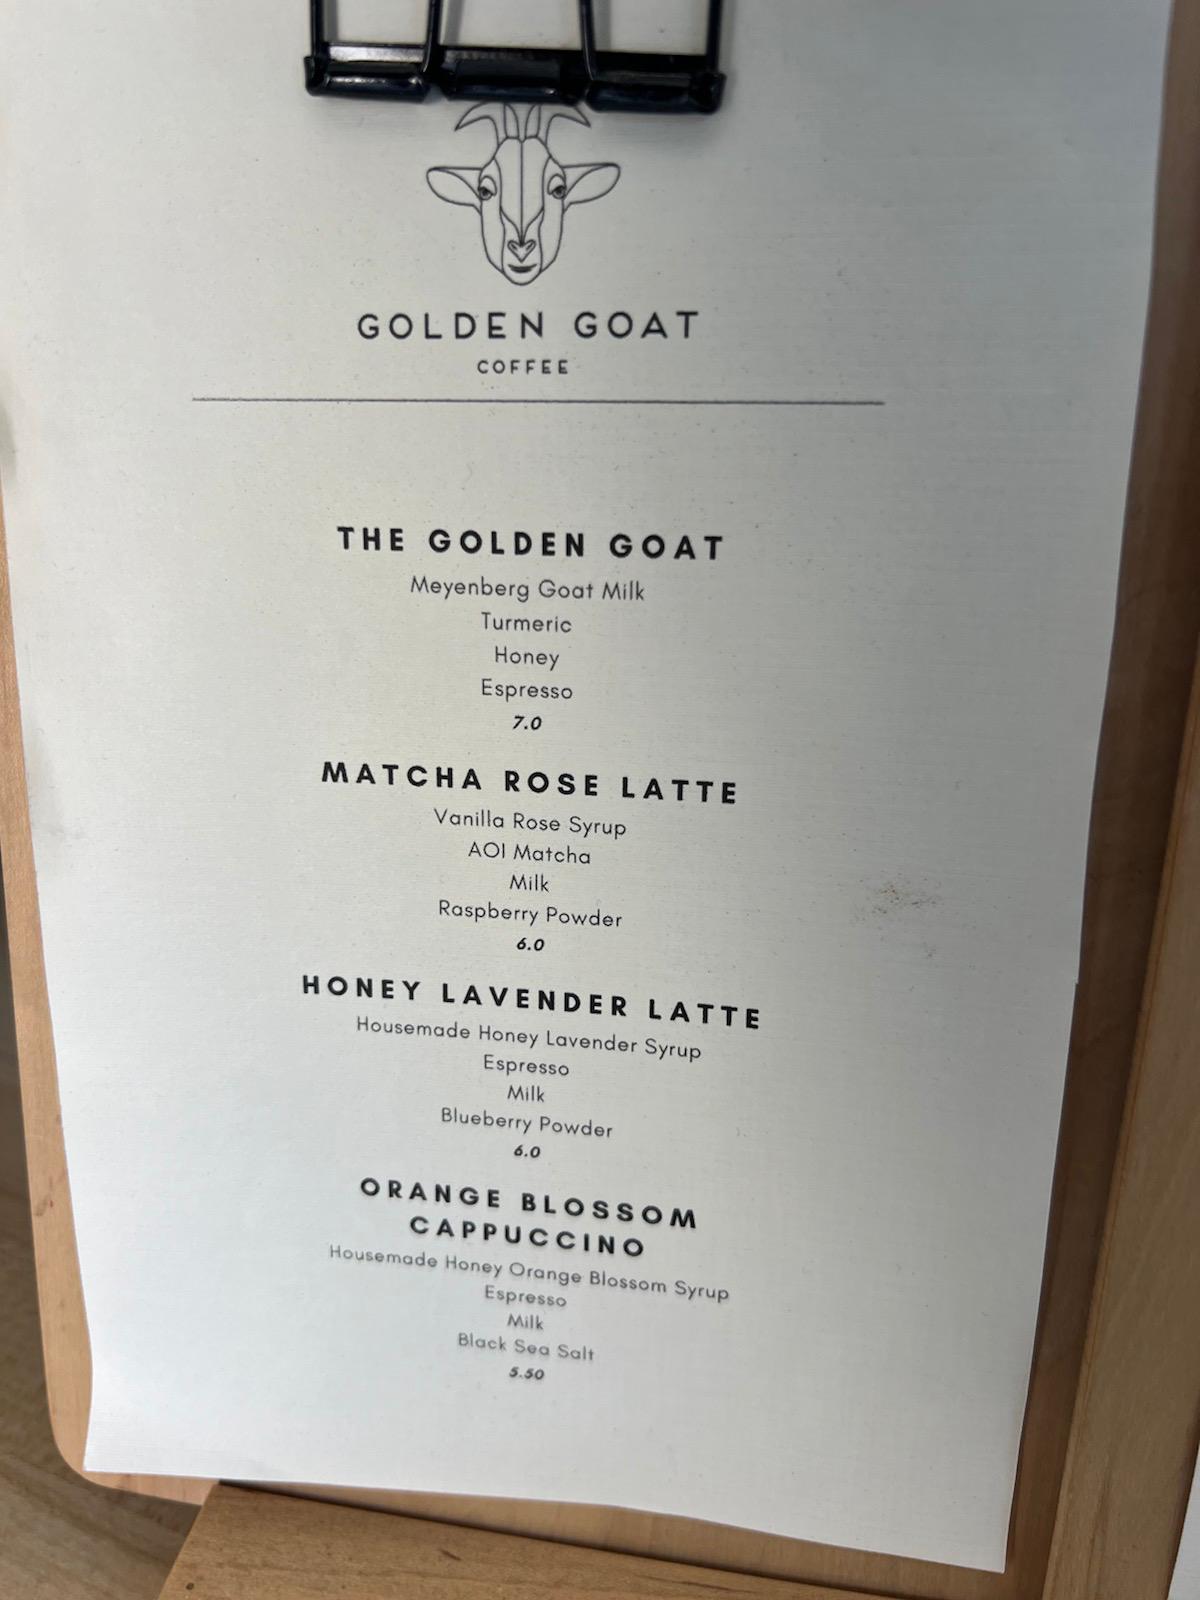 GOLDEN GOAT
COFFEE
THE GOLDEN GOAT
Meyenberg Goat Milk
Turmeric
Honey
Espresso
7.0
MATCHA ROSE LATTE
Vanilla Rose Syrup
AOI Matcha
Milk
Raspberry Powder
6.0
HONEY LAVENDER LATTE
Housemade Honey Lavender Syrup
Espresso
Milk
Blueberry Powder
6.0
ORANGE BLOSSOM
CAPPUCCINO
Housemade Honey Orange Blossom Syrup
Espresso
Milk
Black Sea Salt
5.50